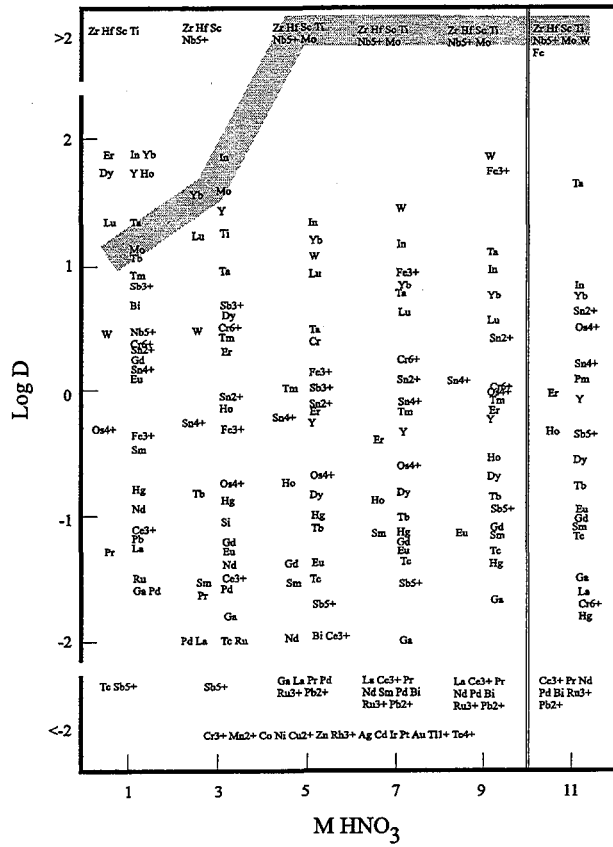 Log D
>2
2
1
0
-1
-2
<-2
Zr Hf Sc Ti
Er
In Yb
Dy
Y Ho
Lu
Ta
Mo
Tb
Tm
Sb3+
Bi
W
Nb5+
Cr6+
Sn2+
Gd
Sn4+
Eu
Os4+
Fe3+
Sm
Hg
Nd
Ce3+
Pb
La
Pr
Ru
Ga Pd
Tc Sb5+
Zr Hf Sc
Nb5+
In
Yb
Mo
Y
Lu
Ti
Ta
Sb3+
Dy
Cr6+
W
Tm
Er
Sn2+
Ho
Sn4+
Fe3+
Os4+
Tb
Hg
Si
Gd
Eu
Nd
Ce3+
Sm
Pd
Pr
Ga
Pd La
Tc Ru
Sb5+
Zr Hf Sc Ti
Nb5+ Mo
In
Yb
W
Lu
Ta
Cr
Fe3+
Tm
Sb3+
Sn2+
Er
Sn4+
Y
Os4+
Ho
Dy
Hg
Tb
Gd
Eu
Tc
Sm
Sb5+
Nd
Bi Ce3+
Ga La Pr Pd
Ru3+ Pb2+
Zr Hf Sc Ti
Nb5+ Mo
W
In
Fe3+
Yb
Ta
Lu
Cr6+
Sn2+
Sn4+
Tm
Y
Er
Os4+
Dy
Ho
Tb
Sm
Hg
Gd
Eu
Tc
Sb5+
Ga
La Ce3+ Pr
Nd Sm Pd Bi
Ru3+ Pb2+
Zr Hf Sc Ti
Nb5+ Mo
W
Fe3+
Ta
In
Yb
Lu
Sn2+
Sn4+
Cr6+
Os4+
Tm
Er
Y
Ho
Dy
Tb
Sb5+
Gd
Eu
Sm
Tc
Hg
Ga
La Ce3+ Pr
Nd Pd Bi
Ru3+ Pb2+
Zr Hf Sc Ti
Nb5+ Mo W
Fe
Ta
In
Yb
Sn2+
Os4+
Sn4+
Pm
Er
Y
Ho
Sb5+
Dy
Tb
Eu
Gd
Sm
Tc
Ga
La
Cr6+
Hg
Ce3+ Pr Nd
Pd Bi Ru3+
Pb2+
Cr3+ Mn2+ Co Ni Cu2+ Zn Rh3+ Ag Cd Ir Pt Au Tl1+ Te4+
1
3
5
7
9
11
M HNO3